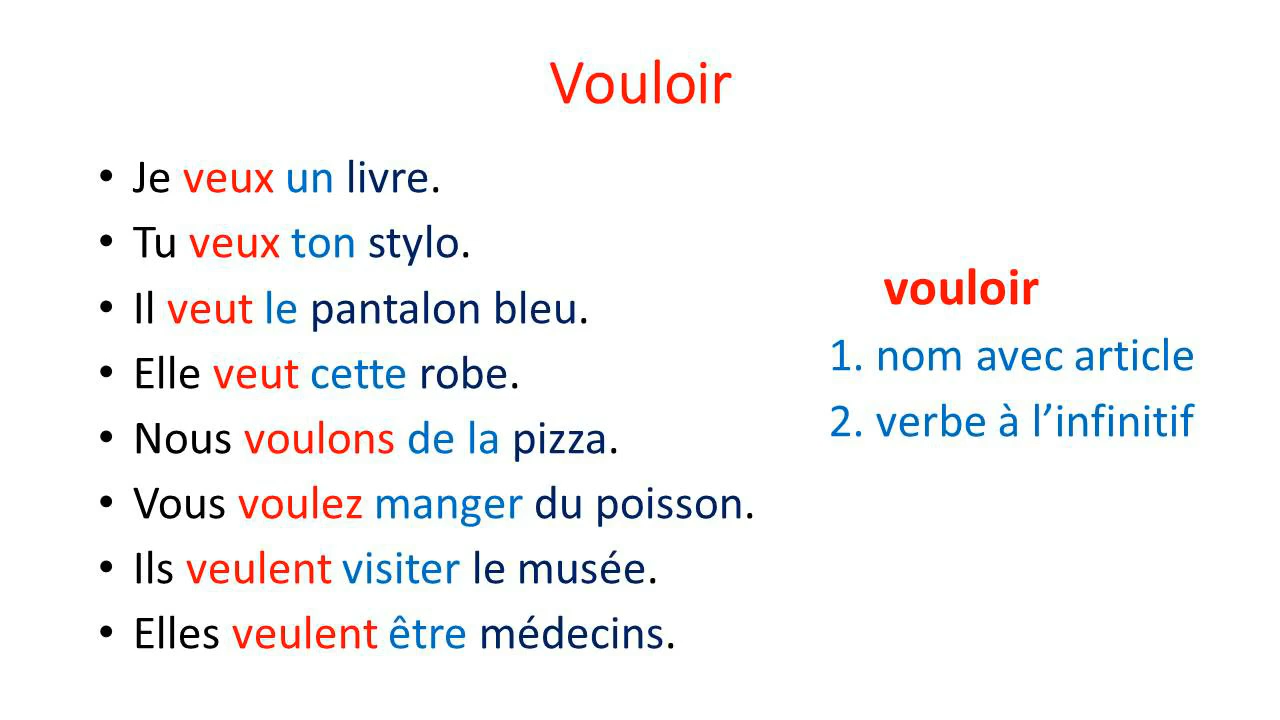 Vouloir
• Je veux un livre.
• Tu veux ton stylo.
• Il veut le pantalon bleu.
• Elle veut cette robe.
• Nous voulons de la pizza.
• Vous voulez manger du poisson.
• Ils veulent visiter le musée.
• Elles veulent être médecins.
vouloir
1. nom avec article
2. verbe à l’infinitif